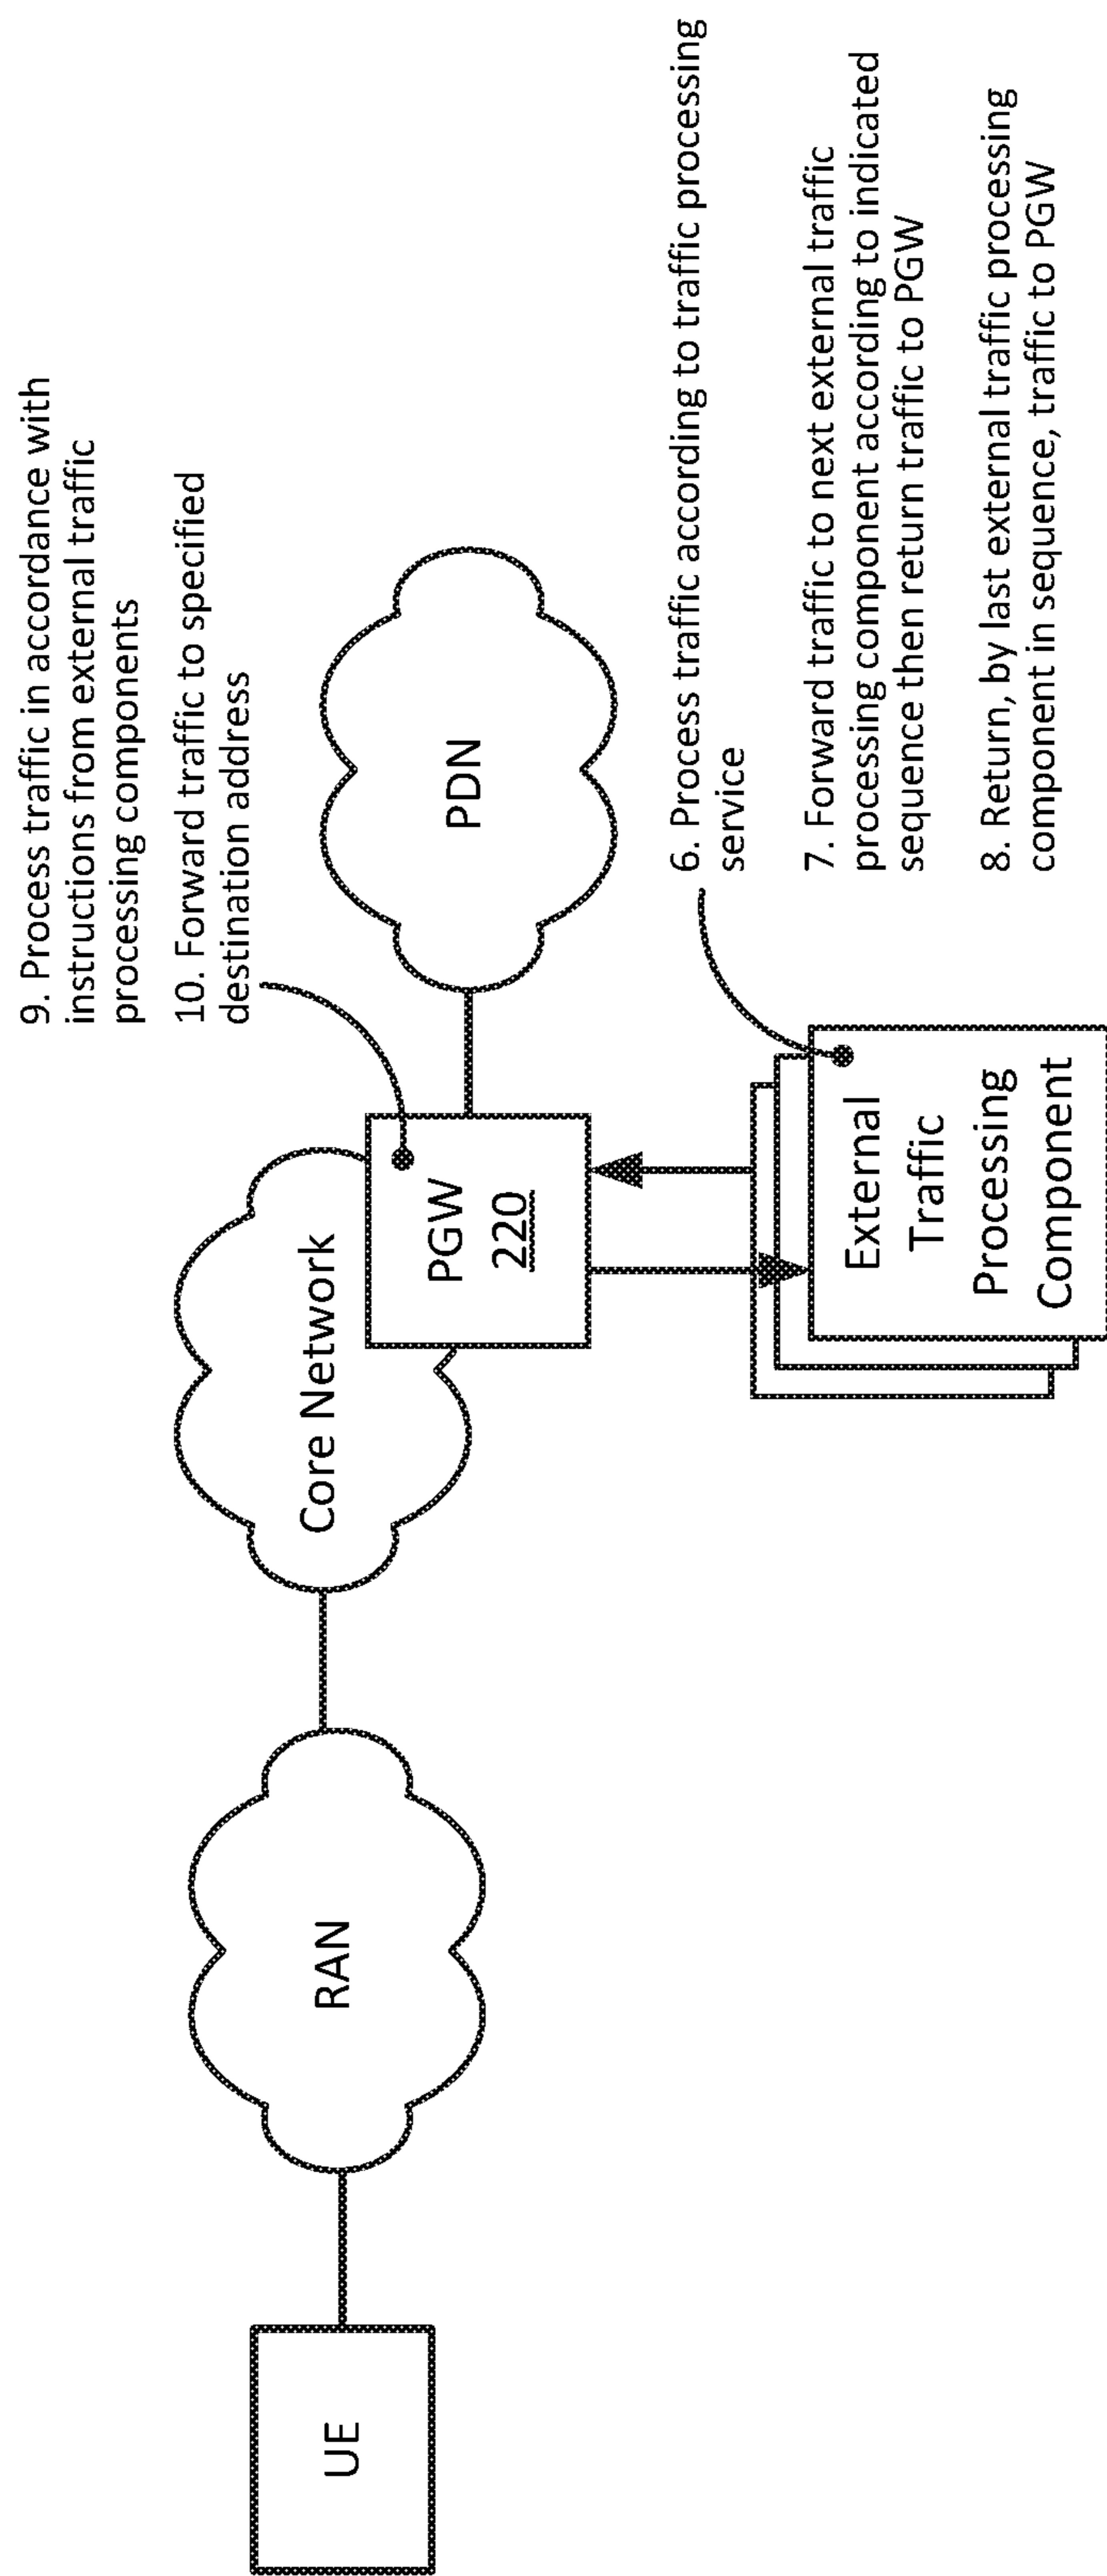 9. Process traffic in accordance with
instructions from external traffic
processing components
10. Forward traffic to specified
destination address
UE
RAN
Core Network
PGW
220
PDN
External
Traffic
Processing
Component
6. Process traffic according to traffic processing
service
7. Forward traffic to next external traffic
processing component according to indicated
sequence then return traffic to PGW
8. Return, by last external traffic processing
component in sequence, traffic to PGW